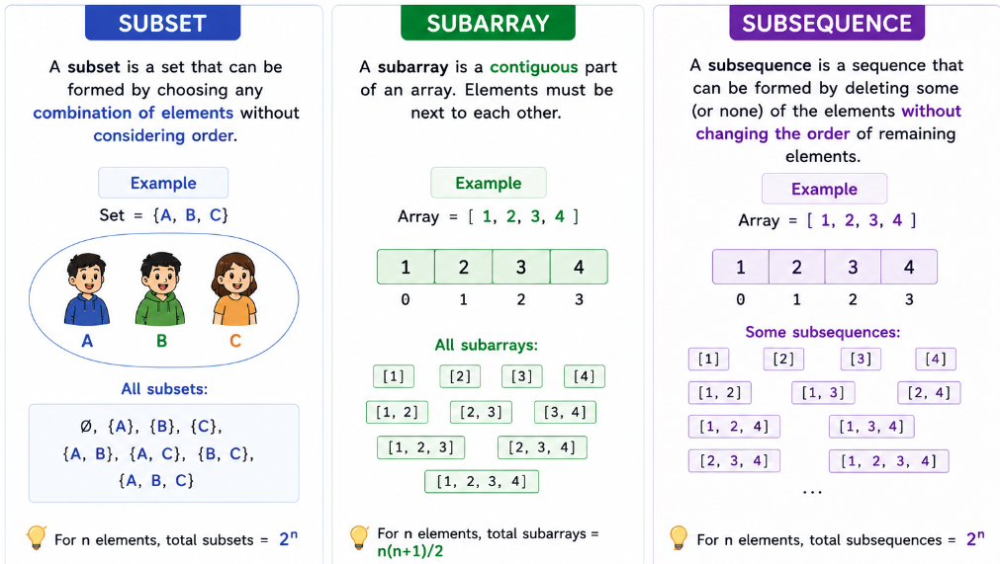 SUBSET
A subset is a set that can be
formed by choosing any
combination of elements without
considering order.
Example
Set = {A, B, C}
A
B
C
All subsets:
Ø, {A}, {B}, {C},
{A, B}, {A, C}, {B, C},
{A, B, C}
For n elements, total subsets = 2ⁿ
SUBARRAY
A subarray is a contiguous part
of an array. Elements must be
next to each other.
Example
Array = [ 1, 2, 3, 4 ]
1 2 3 4
0 1 2 3
All subarrays:
[1] [2] [3] [4]
[1, 2] [2, 3] [3, 4]
[1, 2, 3] [2, 3, 4]
[1, 2, 3, 4]
For n elements, total subarrays =
n(n+1)/2
SUBSEQUENCE
A subsequence is a sequence that
can be formed by deleting some
(or none) of the elements without
changing the order of remaining
elements.
Example
Array = [ 1, 2, 3, 4 ]
1 2 3 4
0 1 2 3
Some subsequences:
[1] [2] [3] [4]
[1, 2] [1, 3] [2, 4]
[1, 2, 4] [1, 3, 4]
[2, 3, 4] [1, 2, 3, 4]
...
For n elements, total subsequences = 2ⁿ